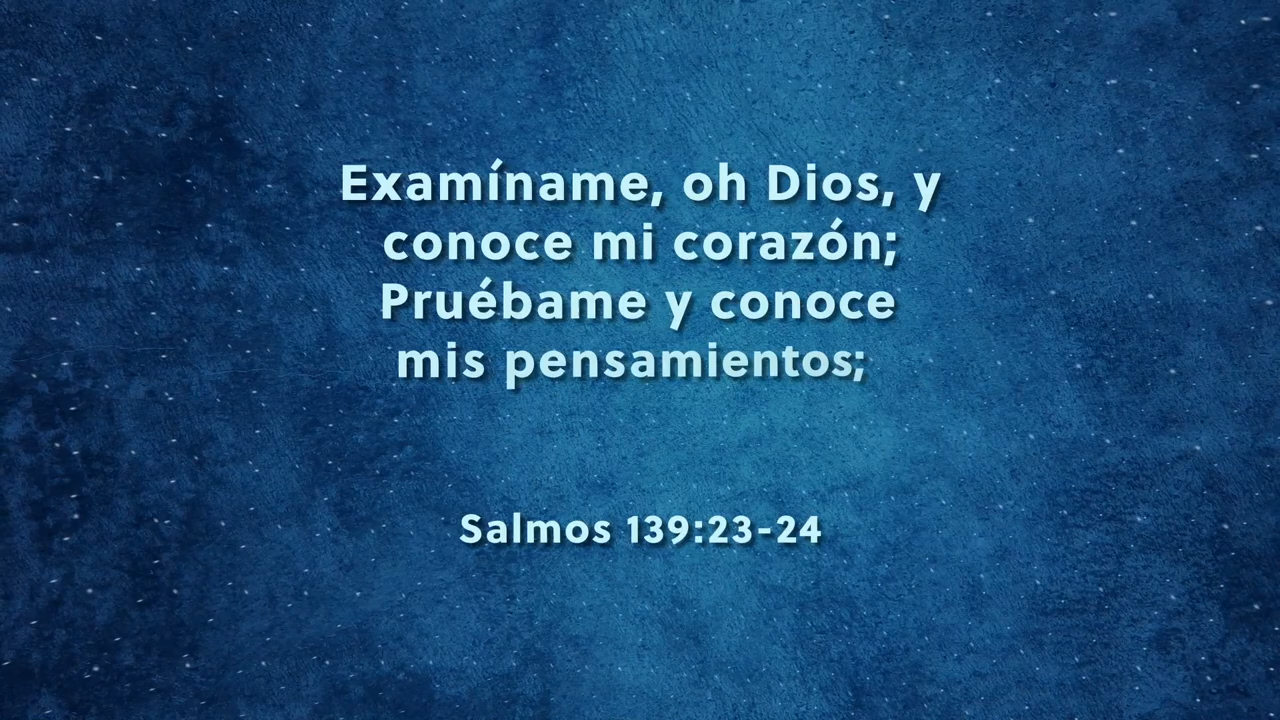 Examíname, oh Dios, y
conoce mi corazón;
Pruébame y conoce
mis pensamientos;
Salmos 139:23-24